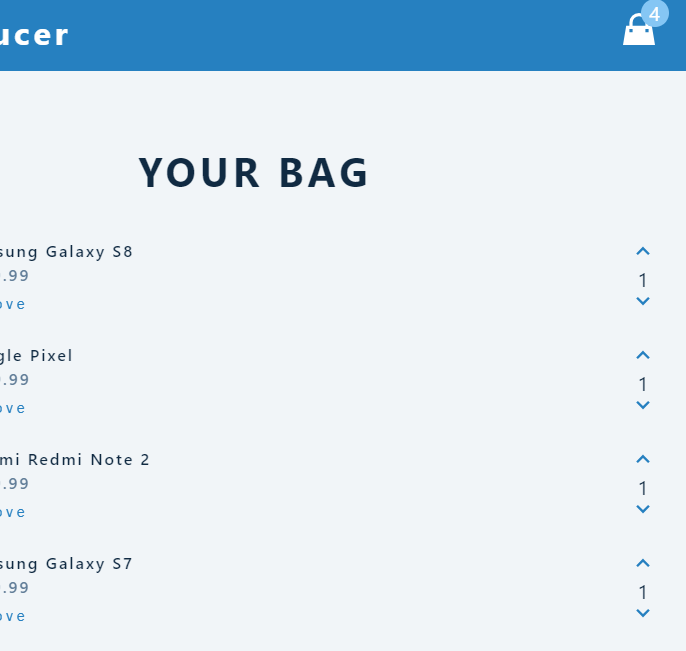 ucer
4
YOUR BAG
sung Galaxy S8
.99
ove
1
gle Pixel
.99
ove
1
mi Redmi Note 2
.99
ove
1
sung Galaxy S7
.99
ove
1